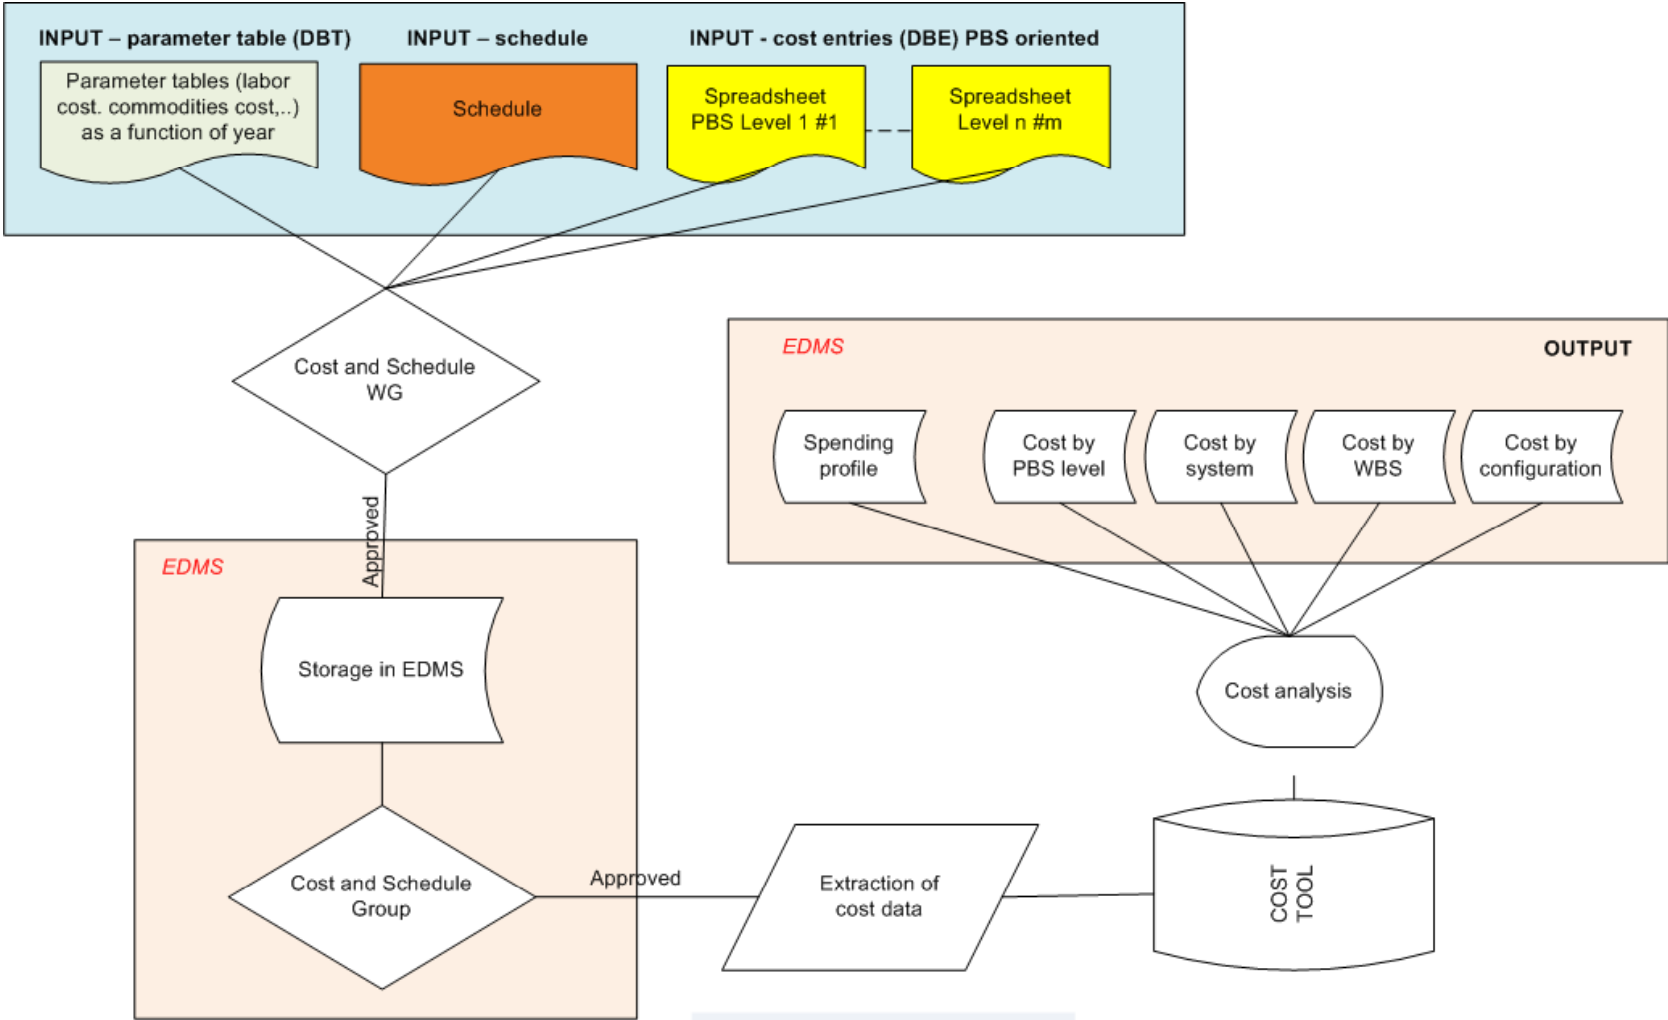 INPUT – parameter table (DBT)
INPUT – schedule
INPUT - cost entries (DBE) PBS oriented
Parameter tables (labor
cost. commodities cost,..)
as a function of year
Schedule
Spreadsheet
PBS Level 1 #1
Spreadsheet
Level n #m
Cost and Schedule
WG
Approved
EDMS
OUTPUT
Spending
profile
Cost by
PBS level
Cost by
system
Cost by
WBS
Cost by
configuration
EDMS
Storage in EDMS
Cost analysis
Cost and Schedule
Group
Approved
Extraction of
cost data
COST
TOOL